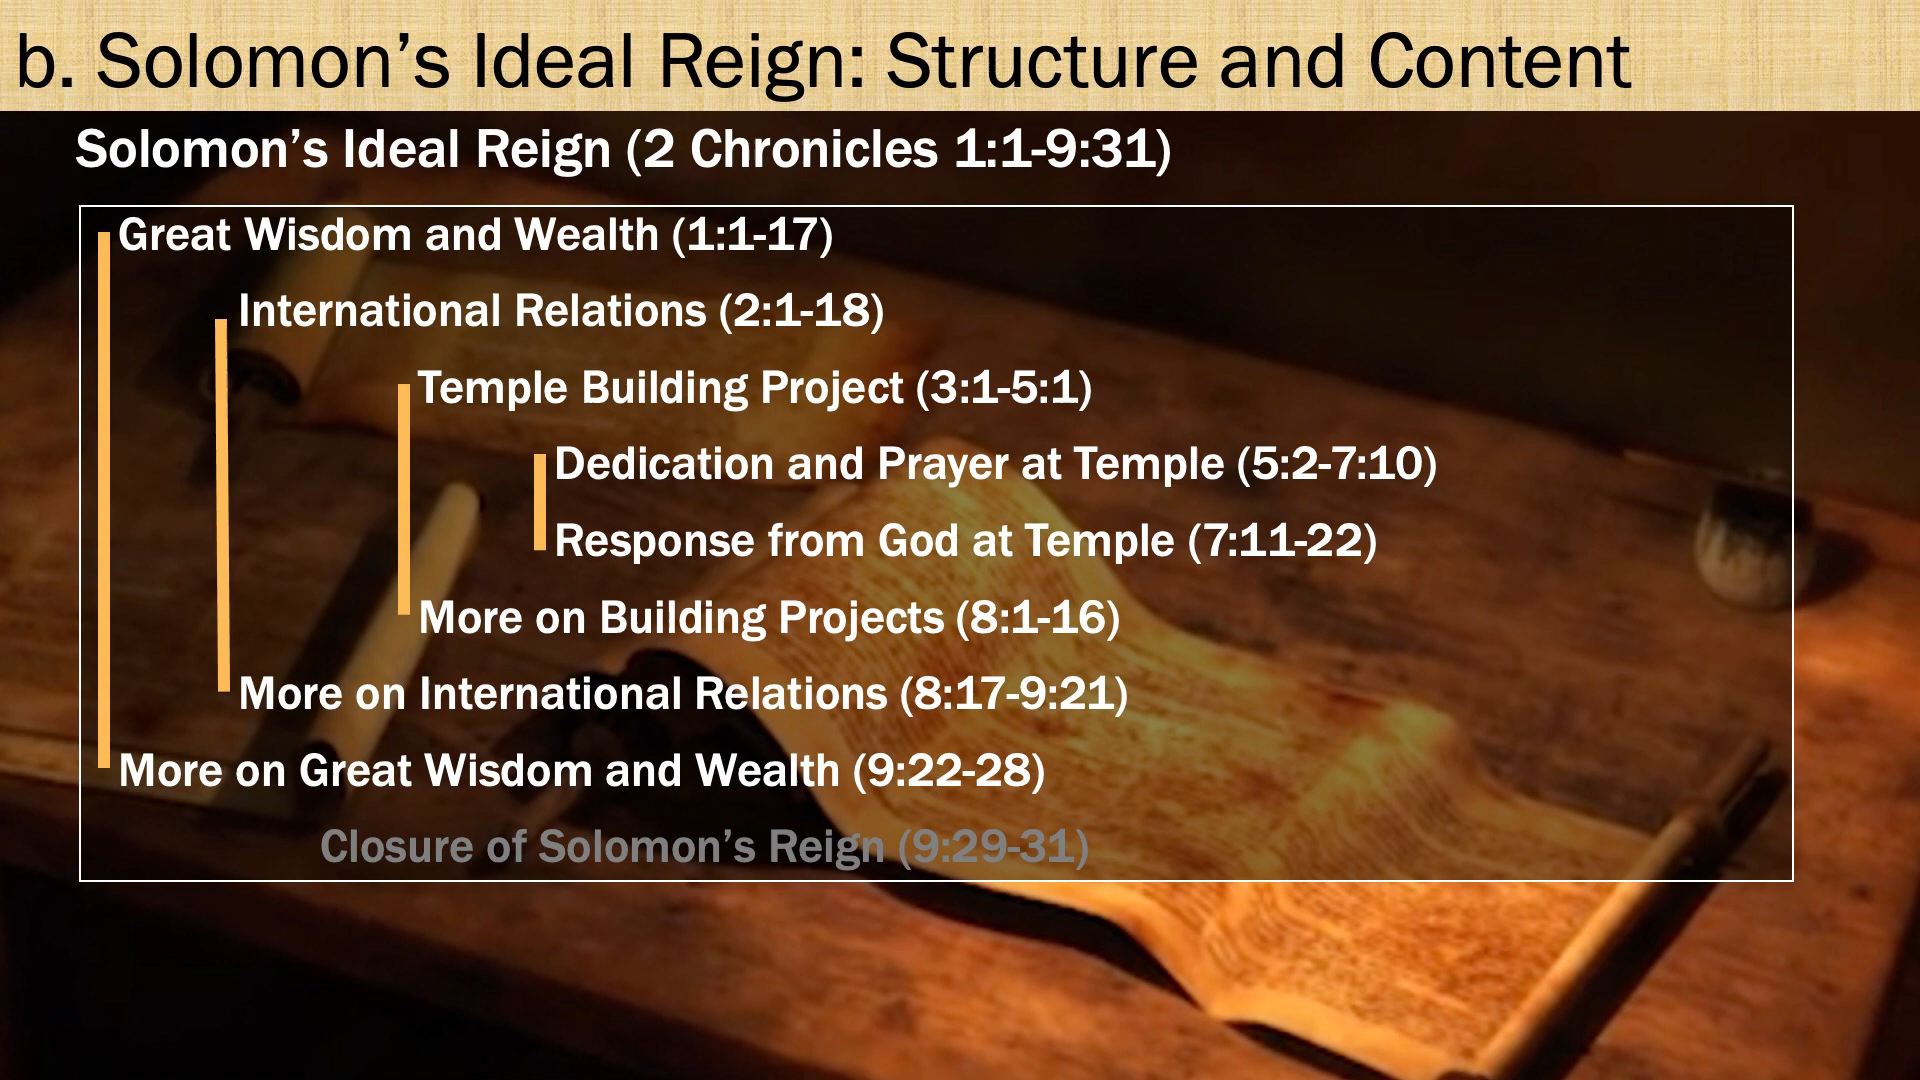 b. Solomon’s Ideal Reign: Structure and Content
Solomon’s Ideal Reign (2 Chronicles 1:1-9:31)
Great Wisdom and Wealth (1:1-17)
International Relations (2:1-18)
Temple Building Project (3:1-5:1)
Dedication and Prayer at Temple (5:2-7:10)
Response from God at Temple (7:11-22)
More on Building Projects (8:1-16)
More on International Relations (8:17-9:21)
More on Great Wisdom and Wealth (9:22-28)
Closure of Solomon’s Reign (9:29-31)